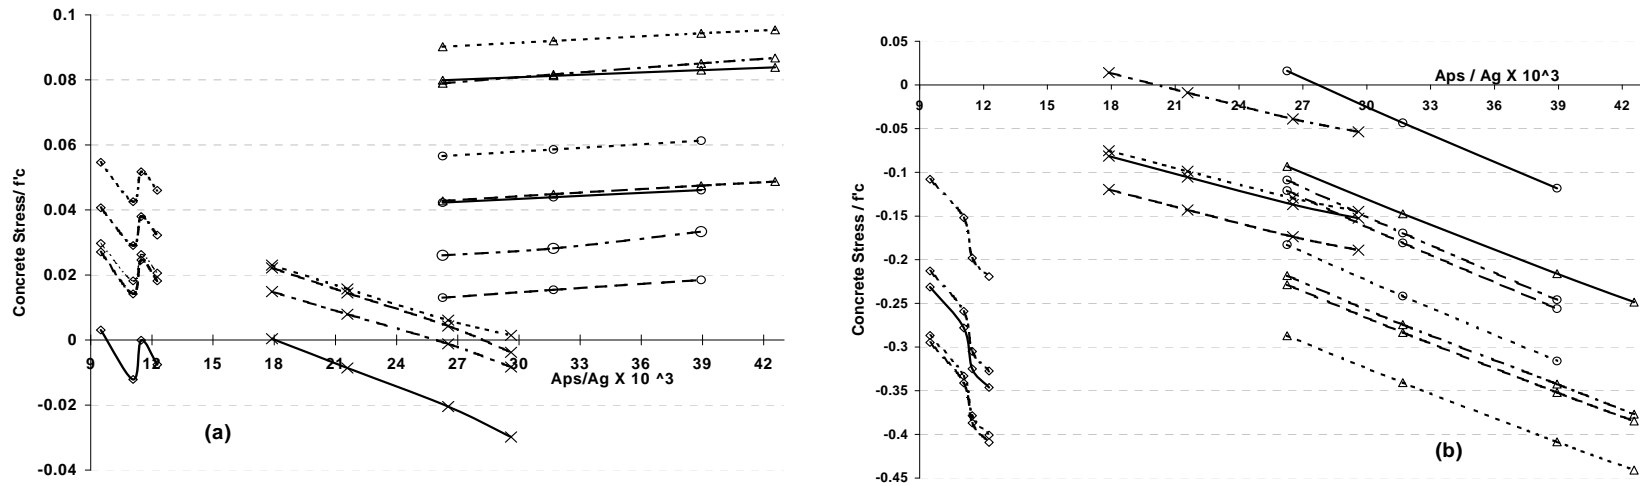 0.1
0.08
0.06
0.04
0.02
0
-0.02
-0.04
Concrete Stress/ f'c
9 12 15 18 21 24 27 30 33 36 39 42
Aps/Ag X 10 ^3
(a)
0.05
0
-0.05
-0.1
-0.15
-0.2
-0.25
-0.3
-0.35
-0.4
-0.45
Concrete Stress / f'c
Aps / Ag X 10^3
9 12 15 18 21 24 27 30 33 36 39 42
(b)